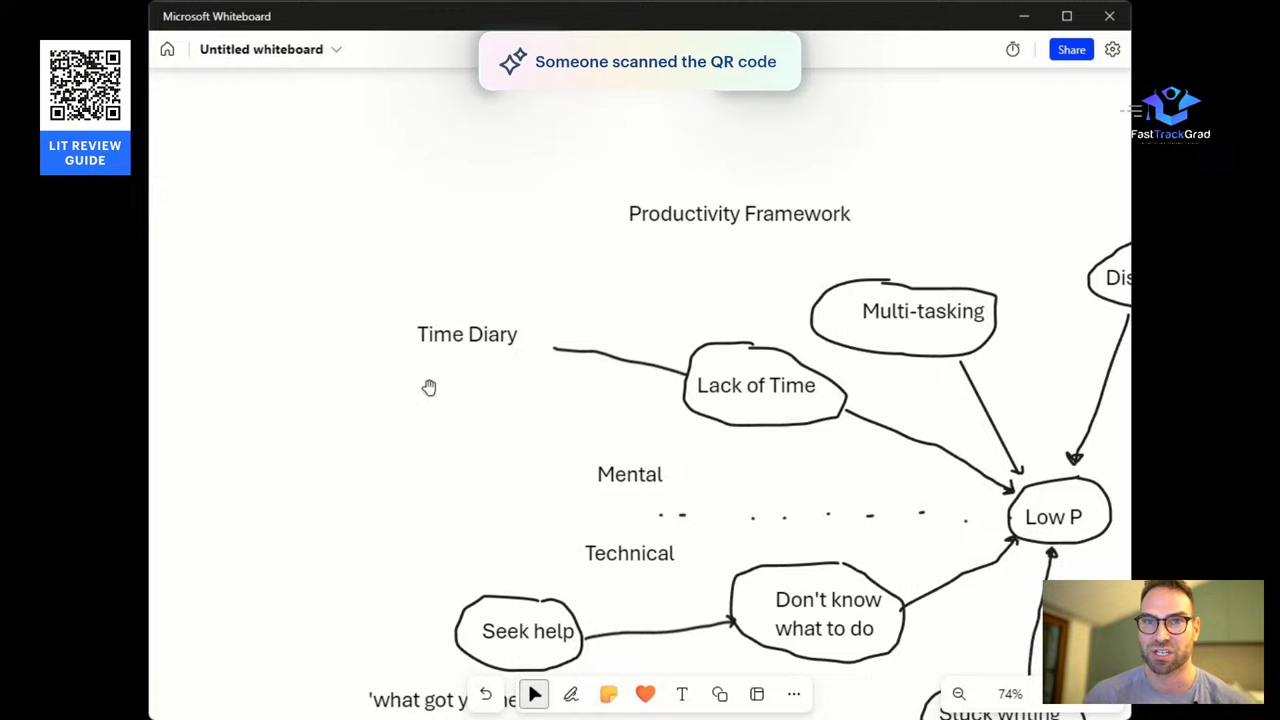 Microsoft Whiteboard
Untitled whiteboard
Someone scanned the QR code
Share
LIT REVIEW
GUIDE
FastTrackGrad
Productivity Framework
Dis
Multi-tasking
Time Diary
Lack of Time
Mental
Low P
Technical
Don't know
what to do
Seek help
'what got y
74%
Stuck writing